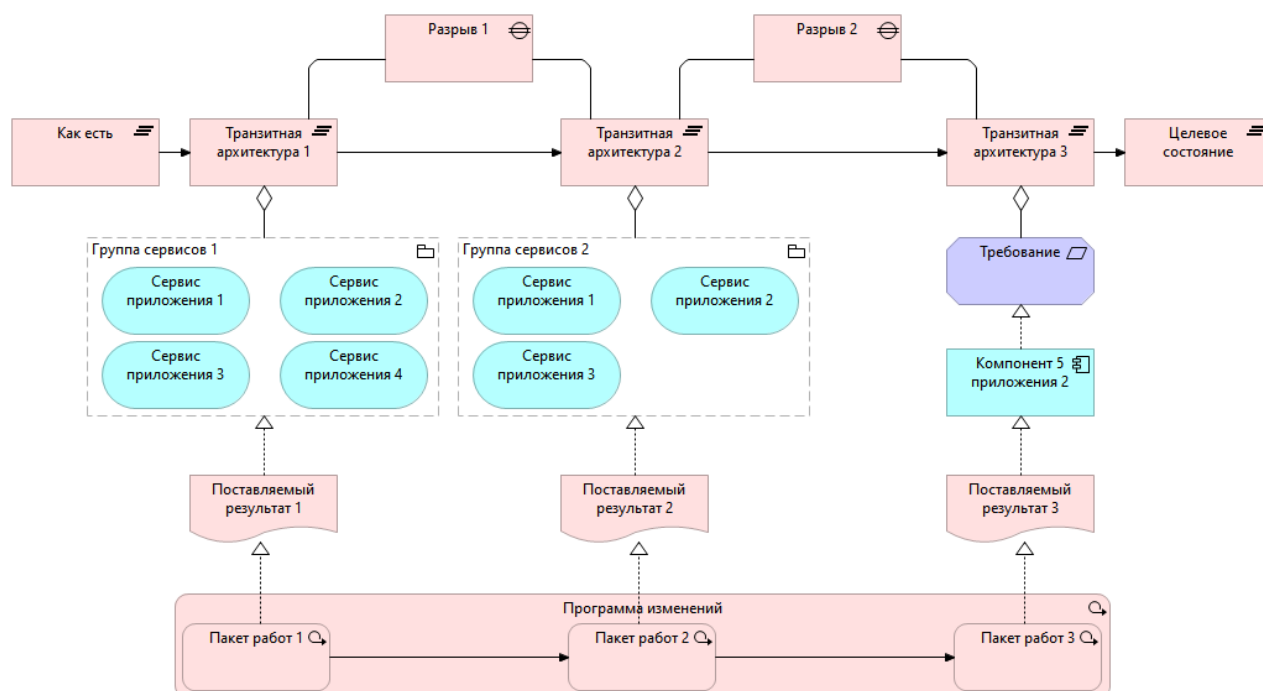 Разрыв 1
Разрыв 2
Как есть
Транзитная
архитектура 1
Транзитная
архитектура 2
Транзитная
архитектура 3
Целевое
состояние
Группа сервисов 1
Сервис
приложения 1
Сервис
приложения 2
Сервис
приложения 3
Сервис
приложения 4
Группа сервисов 2
Сервис
приложения 1
Сервис
приложения 2
Сервис
приложения 3
Требование
Компонент 5
приложения 2
Поставляемый
результат 1
Поставляемый
результат 2
Поставляемый
результат 3
Программа изменений
Пакет работ 1
Пакет работ 2
Пакет работ 3